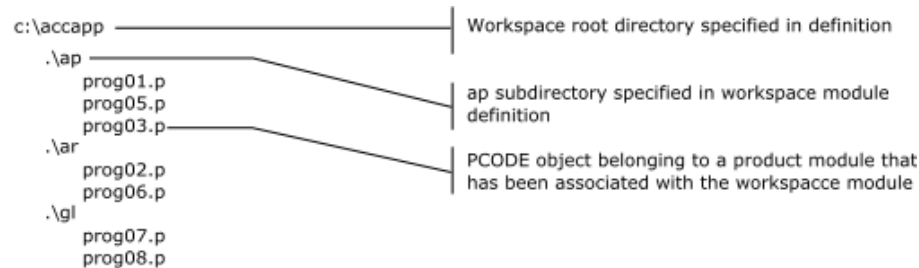 c:\accapp
Workspace root directory specified in definition
.\ap
prog01.p
prog05.p
prog03.p
ap subdirectory specified in workspace module
definition
.\ar
prog02.p
prog06.p
PCODE object belonging to a product module that
has been associated with the workspacce module
.\gl
prog07.p
prog08.p